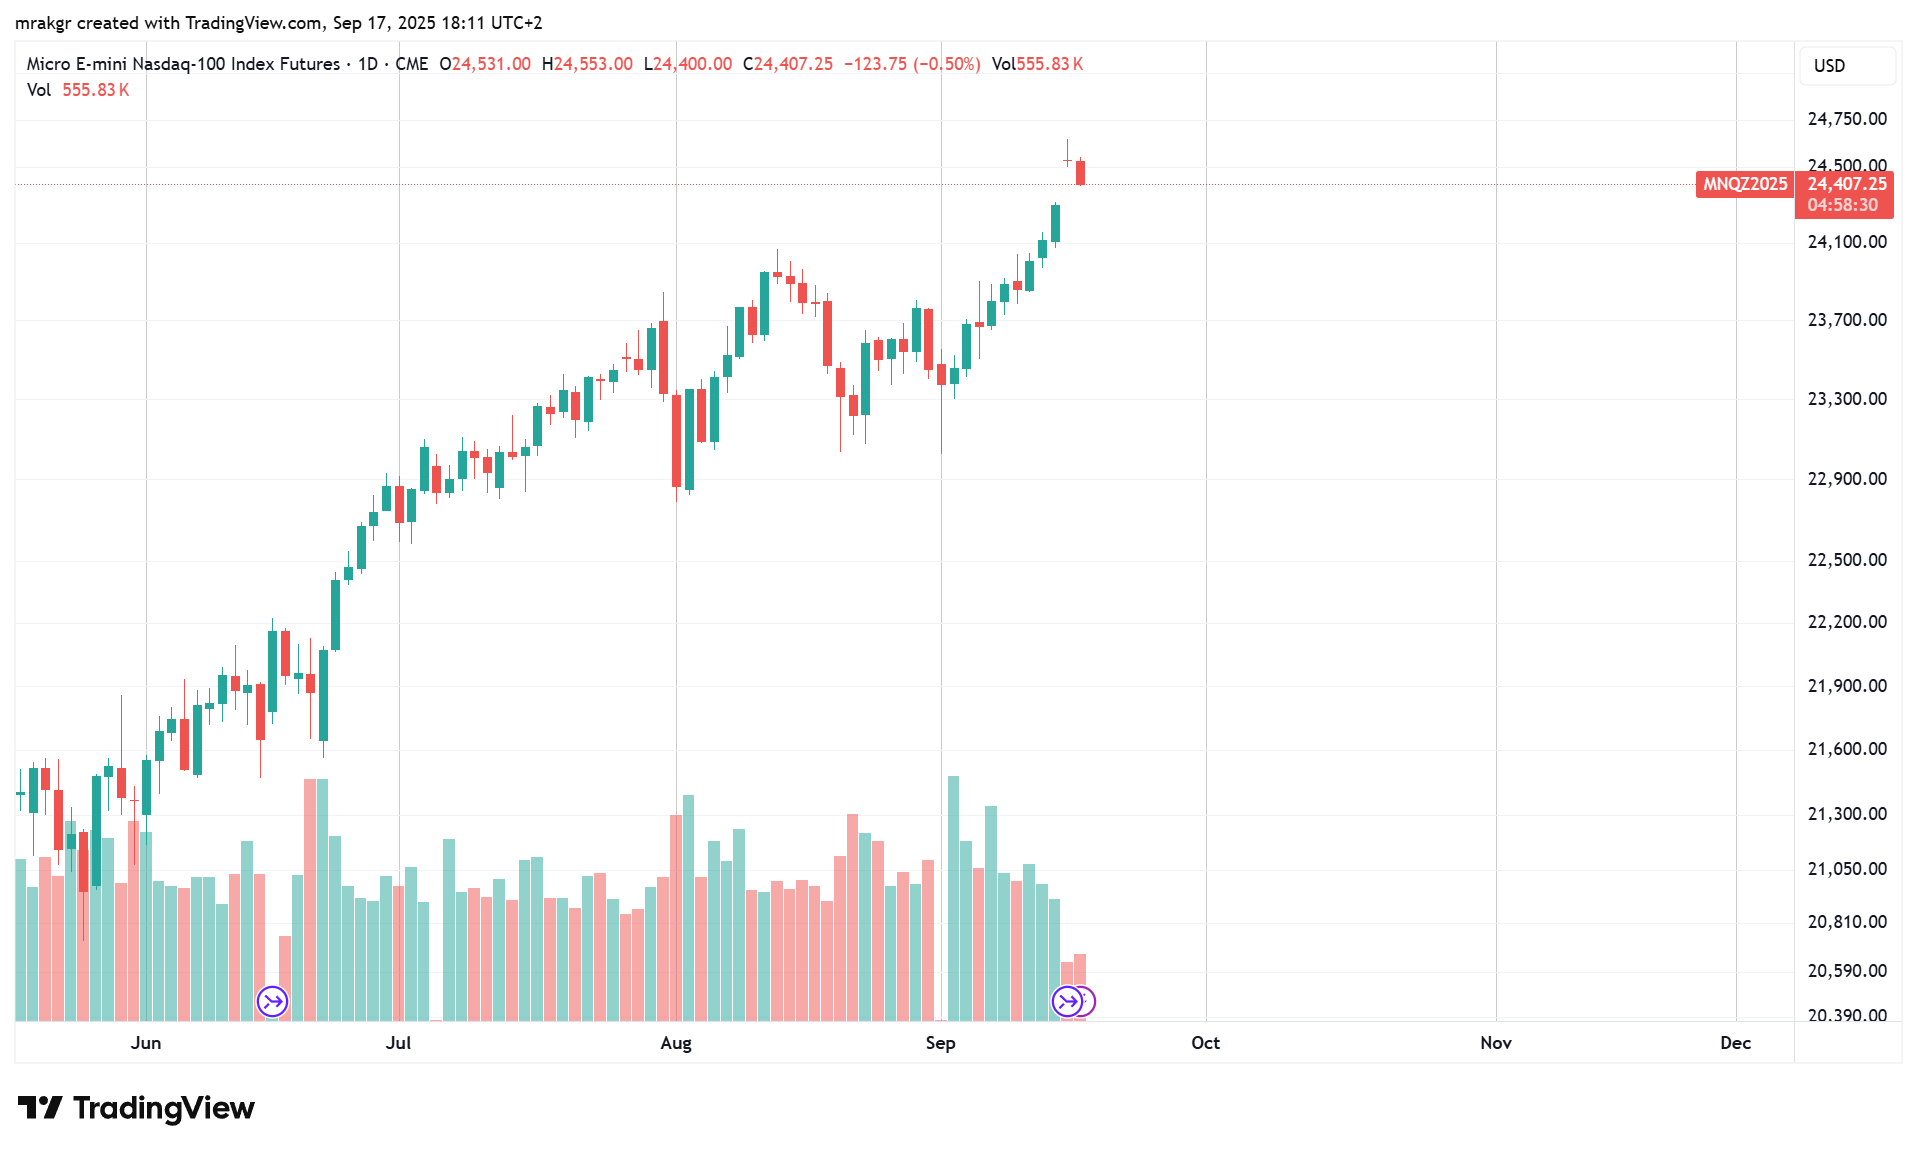 mrakgr created with TradingView.com, Sep 17, 2025 18:11 UTC+2
Micro E-mini Nasdaq-100 Index Futures · 1D · CME O24,531.00 H24,553.00 L24,400.00 C24,407.25 −123.75 (−0.50%) Vol555.83 K
Vol 555.83 K
USD
24,750.00
24,500.00
MNQZ2025 24,407.25
04:58:30
24,100.00
23,700.00
23,300.00
22,900.00
22,500.00
22,200.00
21,900.00
21,600.00
21,300.00
21,050.00
20,810.00
20,590.00
20,390.00
Jun Jul Aug Sep Oct Nov Dec
TradingView